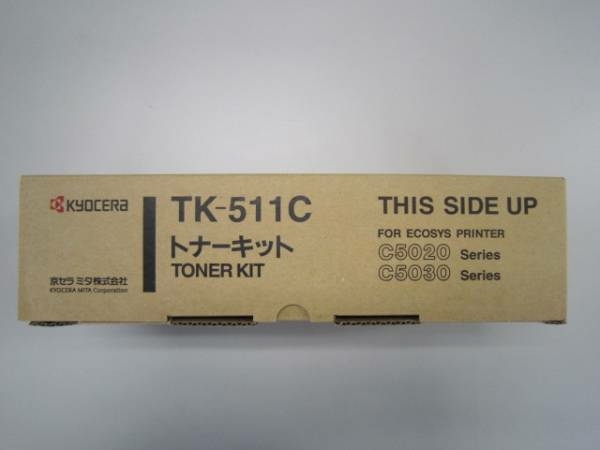 KYOCERA
京セラ ミタ株式会社
KYOCERA MITA Corporation
TK-511C
トナーキット
TONER KIT
THIS SIDE UP
FOR ECOSYS PRINTER
C5020 Series
C5030 Series